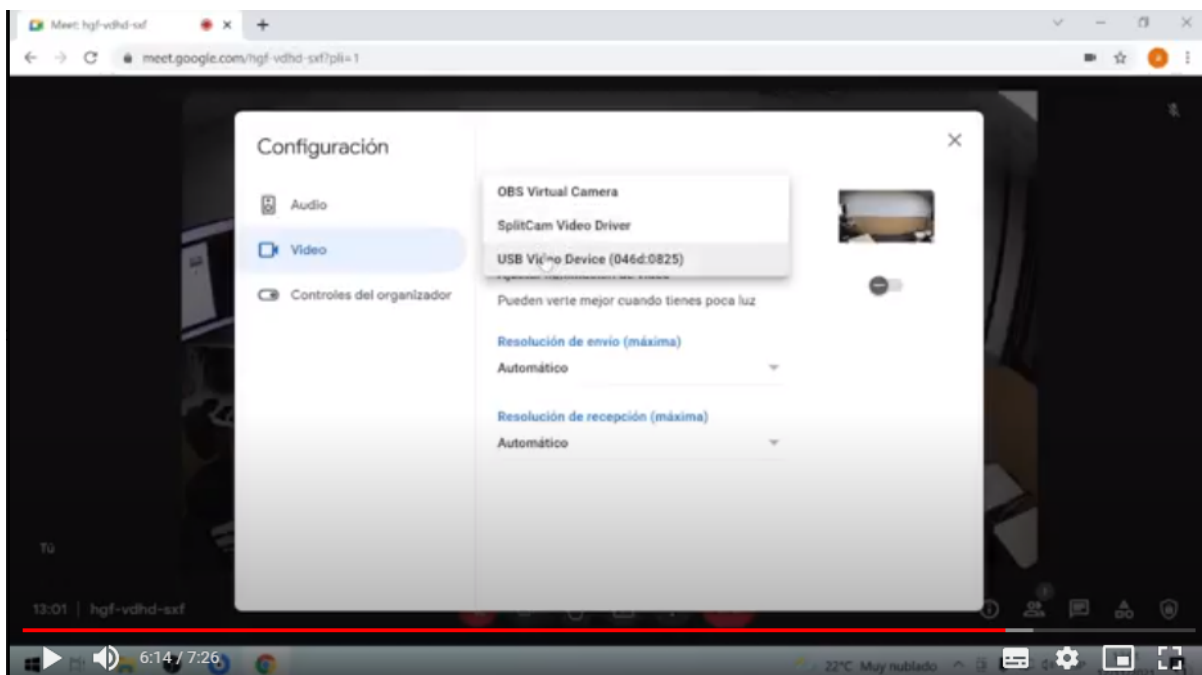 Meet: hgf-vdhd-sxf
meet.google.com/hgf-vdhd-sxf?pli=1
a
Configuración
Audio
Video
Controles del organizador
OBS Virtual Camera
SplitCam Video Driver
USB Video Device (046d:0825)
Pueden verte mejor cuando tienes poca luz
Resolución de envío (máxima)
Automático
Resolución de recepción (máxima)
Automático
Tú
13:01 | hgf-vdhd-sxf
6:14 / 7:26
22°C Muy nublado